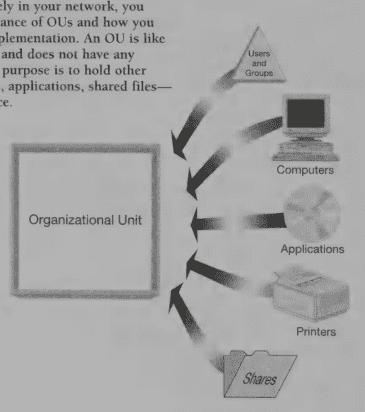 ely in your network, you
ance of OUs and how you
plementation. An OU is like
and does not have any
purpose is to hold other
, applications, shared files—
ce.
Users
and
Groups
Computers
Organizational Unit
Applications
Printers
Shares